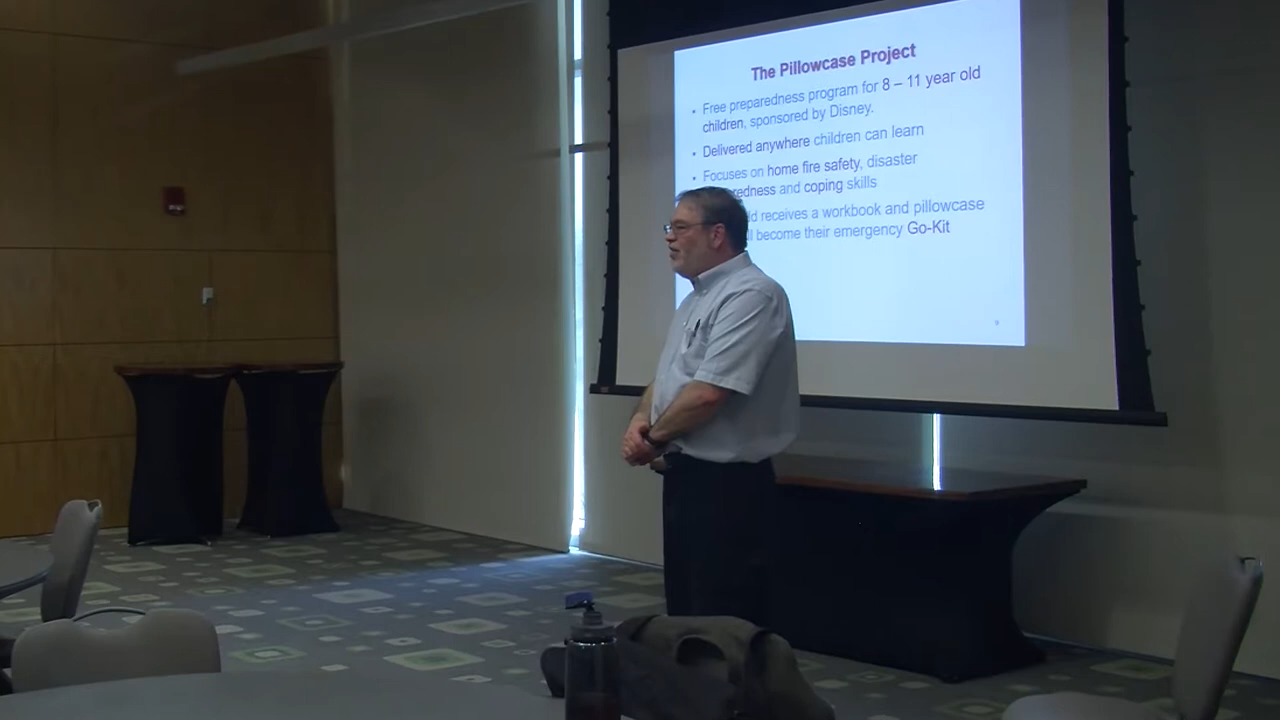 The Pillowcase Project
• Free preparedness program for 8 – 11 year old
children, sponsored by Disney.
• Delivered anywhere children can learn
• Focuses on home fire safety, disaster
redness and coping skills
ld receives a workbook and pillowcase
ll become their emergency Go-Kit